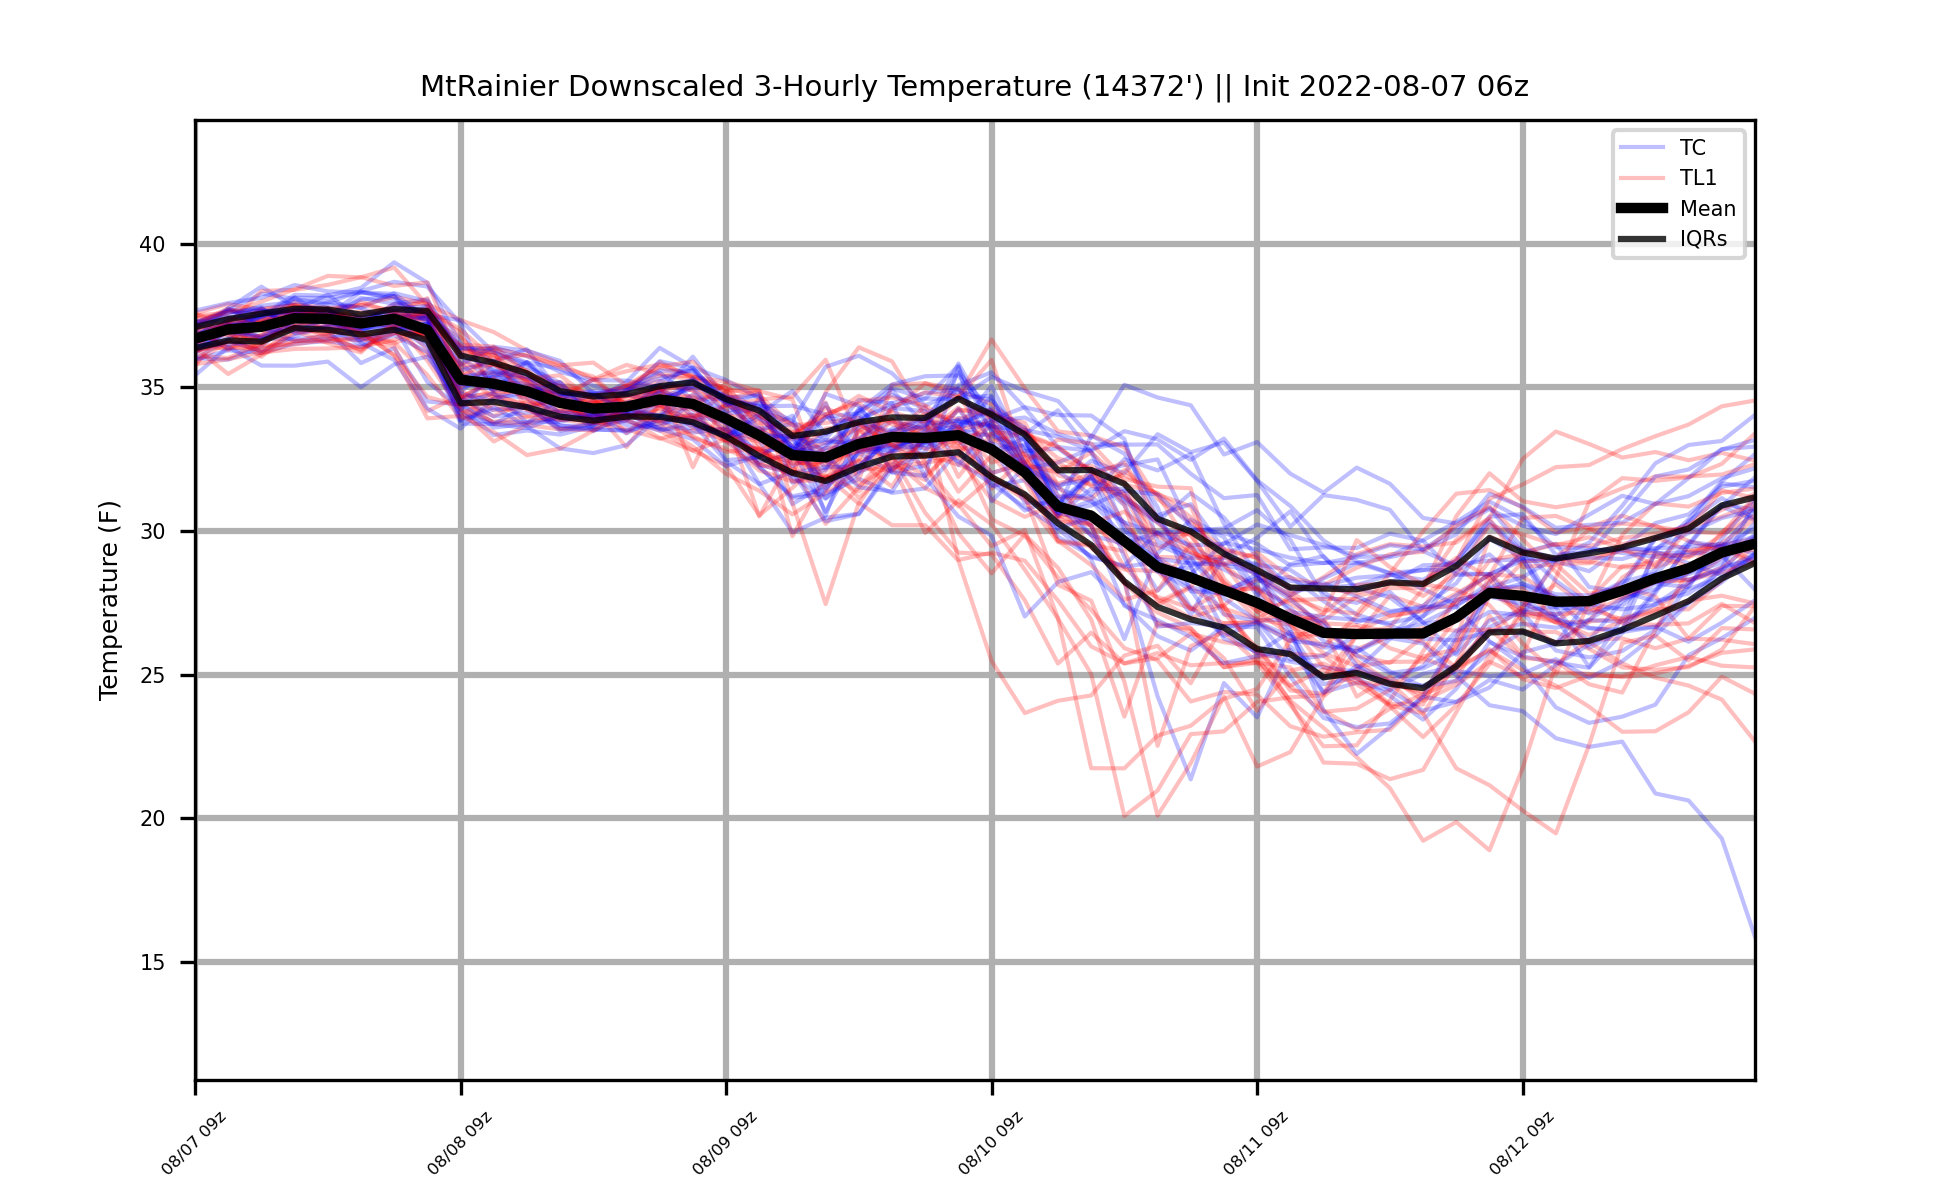 MtRainier Downscaled 3-Hourly Temperature (14372') || Init 2022-08-07 06z
TC
TL1
Mean
IQRs
Temperature (F)
40
35
30
25
20
15
08/07 09z
08/08 09z
08/09 09z
08/10 09z
08/11 09z
08/12 09z